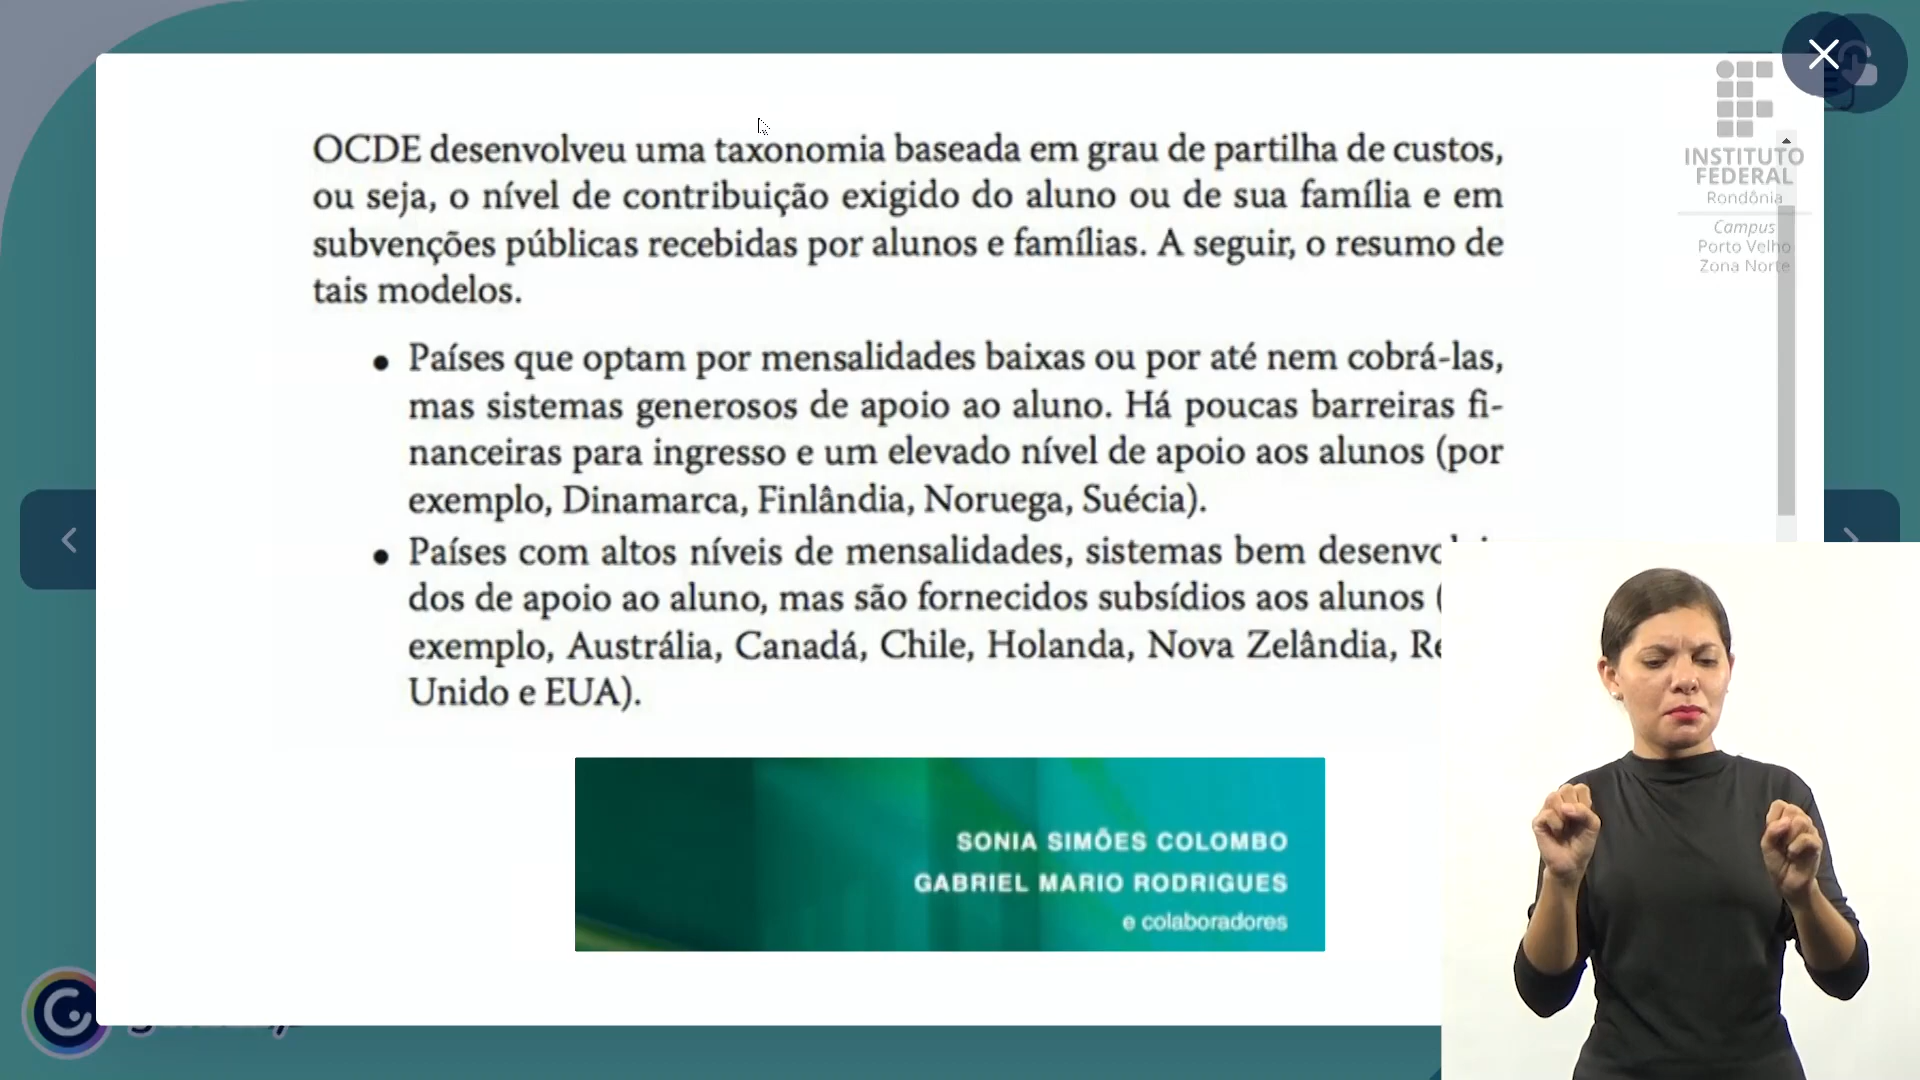 OCDE desenvolveu uma taxonomia baseada em grau de partilha de custos,
ou seja, o nível de contribuição exigido do aluno ou de sua família e em
subvenções públicas recebidas por alunos e famílias. A seguir, o resumo de
tais modelos.
• Países que optam por mensalidades baixas ou por até nem cobrá-las,
mas sistemas generosos de apoio ao aluno. Há poucas barreiras fi-
nanceiras para ingresso e um elevado nível de apoio aos alunos (por
exemplo, Dinamarca, Finlândia, Noruega, Suécia).
• Países com altos níveis de mensalidades, sistemas bem
dos de apoio ao aluno, mas são fornecidos subsídios aos alunos (
exemplo, Austrália, Canadá, Chile, Holanda, Nova Zelândia,
Unido e EUA).
SONIA SIMÕES COLOMBO
GABRIEL MARIO RODRIGUES
e colaboradores
INSTITUTO
FEDERAL
Rondônia
Campus
Porto Velho
Zona Norte